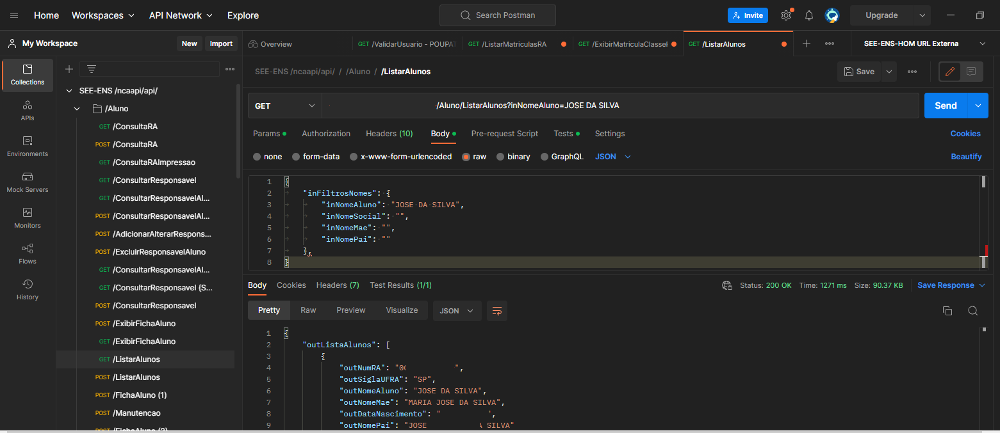 Home Workspaces API Network Explore Search Postman Invite Upgrade
My Workspace New Import Overview GET /ValidarUsuario - POUPAT GET /ListarMatriculasRA GET /ExibirMatriculaClasseI GET /ListarAlunos SEE-ENS-HOM URL Externa
SEE-ENS /ncaapi/api/ / /Aluno / /ListarAlunos Save
Collections
APIs
Environments
Mock Servers
Monitors
Flows
History
SEE-ENS /ncaapi/api/
/Aluno
GET /ConsultaRA
POST /ConsultaRA
GET /ConsultaRAImpressao
GET /ConsultarResponsavel
GET /ConsultarResponsavelAl...
POST /ConsultarResponsavelAl...
POST /AdicionarAlterarRespons...
POST /ExcluirResponsavelAluno
GET /ConsultarResponsavelAl...
GET /ConsultarResponsavel {S...
POST /ConsultarResponsavel
POST /ExibirFichaAluno
GET /ExibirFichaAluno
GET /ListarAlunos
POST /ListarAlunos
POST /FichaAluno (1)
POST /Manutencao
POST /FichaAluno (2)
GET /Aluno/ListarAlunos?inNomeAluno=JOSE DA SILVA Send
Params Authorization Headers (10) Body Pre-request Script Tests Settings Cookies
none form-data x-www-form-urlencoded raw binary GraphQL JSON Beautify
1 {
2 "inFiltrosNomes": {
3 "inNomeAluno": "JOSE DA SILVA",
4 "inNomeSocial": "",
5 "inNomeMae": "",
6 "inNomePai": ""
7 },
8 }
Body Cookies Headers (7) Test Results (1/1) Status: 200 OK Time: 1271 ms Size: 90.37 KB Save Response
Pretty Raw Preview Visualize JSON
1 {
2 "outListaAlunos": [
3 {
4 "outNumRA": "00 ",
5 "outSiglaUFRA": "SP",
6 "outNomeAluno": "JOSE DA SILVA",
7 "outNomeMae": "MARIA JOSE DA SILVA",
8 "outDataNascimento": " ",
9 "outNomePai": "JOSE A SILVA"